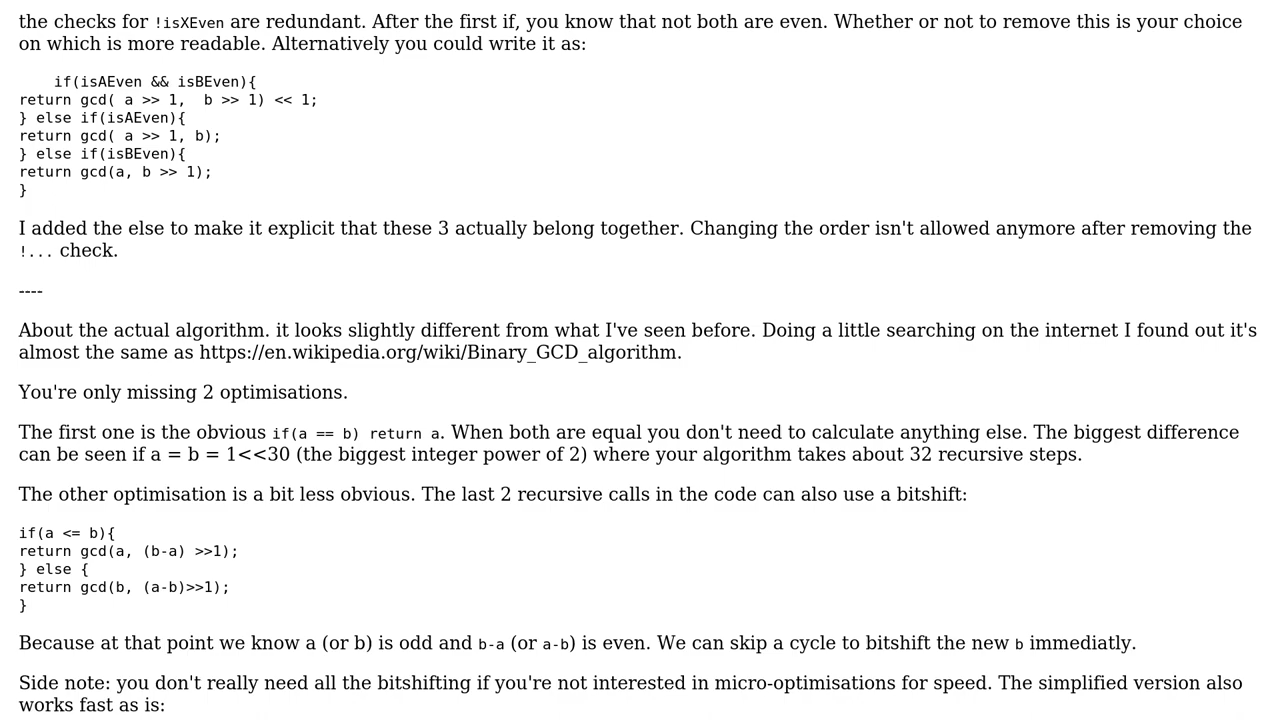 the checks for !isXEven are redundant. After the first if, you know that not both are even. Whether or not to remove this is your choice
on which is more readable. Alternatively you could write it as:
    if(isAEven && isBEven){
return gcd( a >> 1,  b >> 1) << 1;
} else if(isAEven){
return gcd( a >> 1, b);
} else if(isBEven){
return gcd(a, b >> 1);
}
I added the else to make it explicit that these 3 actually belong together. Changing the order isn't allowed anymore after removing the
!... check.
----
About the actual algorithm. it looks slightly different from what I've seen before. Doing a little searching on the internet I found out it's
almost the same as https://en.wikipedia.org/wiki/Binary_GCD_algorithm.
You're only missing 2 optimisations.
The first one is the obvious if(a == b) return a. When both are equal you don't need to calculate anything else. The biggest difference
can be seen if a = b = 1<<30 (the biggest integer power of 2) where your algorithm takes about 32 recursive steps.
The other optimisation is a bit less obvious. The last 2 recursive calls in the code can also use a bitshift:
if(a <= b){
return gcd(a, (b-a) >>1);
} else {
return gcd(b, (a-b)>>1);
}
Because at that point we know a (or b) is odd and b-a (or a-b) is even. We can skip a cycle to bitshift the new b immediatly.
Side note: you don't really need all the bitshifting if you're not interested in micro-optimisations for speed. The simplified version also
works fast as is: